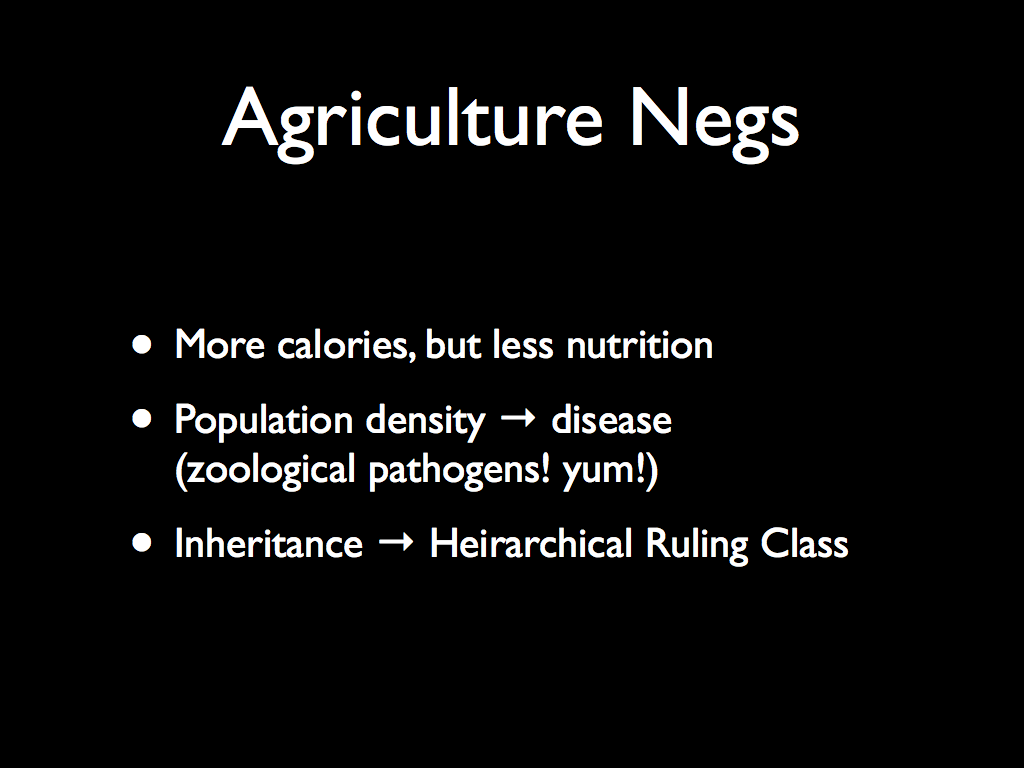 Agriculture Negs
• More calories, but less nutrition
• Population density → disease
(zoological pathogens! yum!)
• Inheritance → Heirarchical Ruling Class